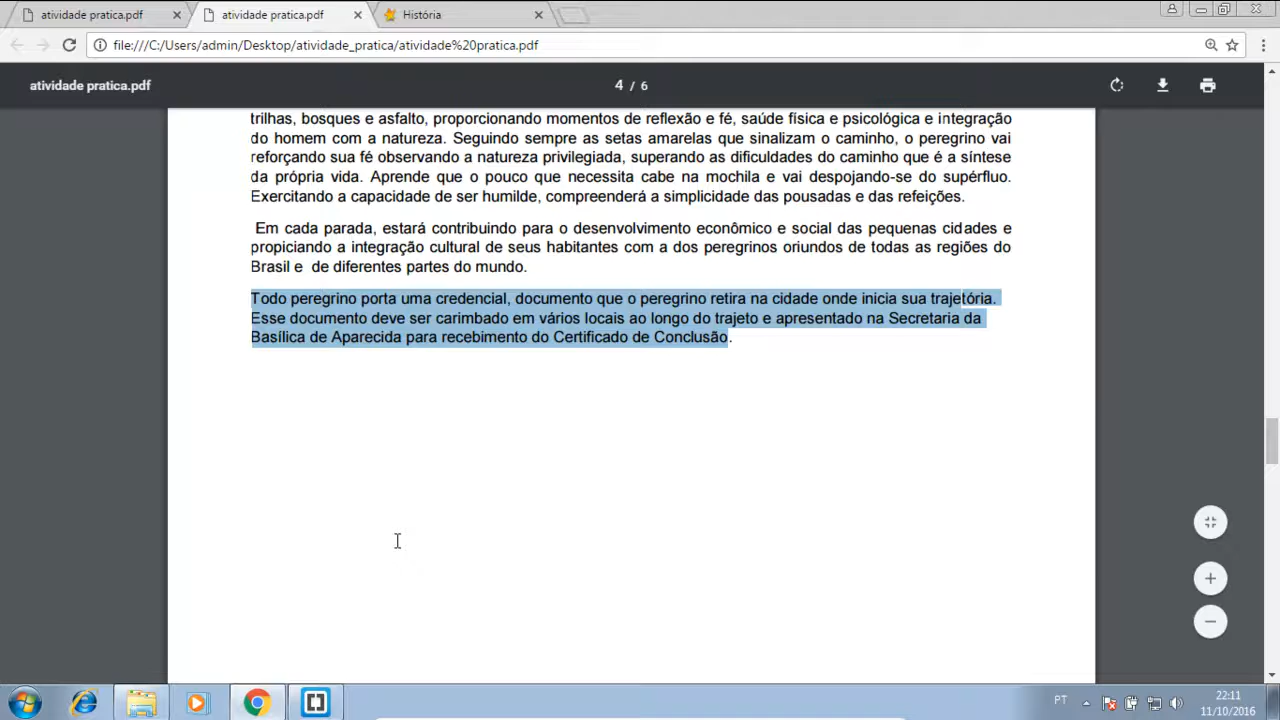 atividade pratica.pdf
atividade pratica.pdf
História
file:///C:/Users/admin/Desktop/atividade_pratica/atividade%20pratica.pdf
atividade pratica.pdf
4 / 6
trilhas, bosques e asfalto, proporcionando momentos de reflexão e fé, saúde física e psicológica e integração
do homem com a natureza. Seguindo sempre as setas amarelas que sinalizam o caminho, o peregrino vai
reforçando sua fé observando a natureza privilegiada, superando as dificuldades do caminho que é a síntese
da própria vida. Aprende que o pouco que necessita cabe na mochila e vai despojando-se do supérfluo.
Exercitando a capacidade de ser humilde, compreenderá a simplicidade das pousadas e das refeições.
Em cada parada, estará contribuindo para o desenvolvimento econômico e social das pequenas cidades e
propiciando a integração cultural de seus habitantes com a dos peregrinos oriundos de todas as regiões do
Brasil e de diferentes partes do mundo.
Todo peregrino porta uma credencial, documento que o peregrino retira na cidade onde inicia sua trajetória.
Esse documento deve ser carimbado em vários locais ao longo do trajeto e apresentado na Secretaria da
Basílica de Aparecida para recebimento do Certificado de Conclusão.
PT
22:11
11/10/2016